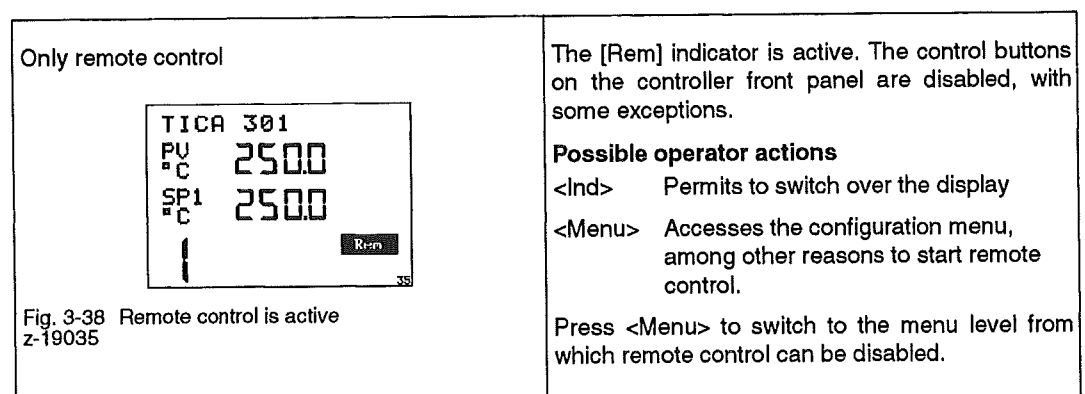 Only remote control
TICA 301
PV
°C 250.0
SP1
°C 250.0
1
Rem
35
Fig. 3-38 Remote control is active
z-19035
The [Rem] indicator is active. The control buttons
on the controller front panel are disabled, with
some exceptions.
Possible operator actions
<Ind> Permits to switch over the display
<Menu> Accesses the configuration menu,
among other reasons to start remote
control.
Press <Menu> to switch to the menu level from
which remote control can be disabled.